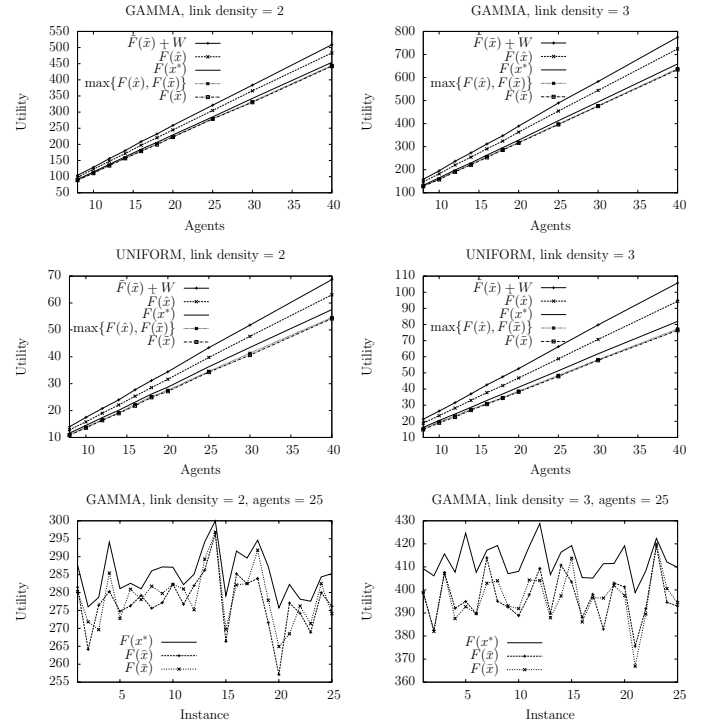 GAMMA, link density = 2
Utility
550
500
450
400
350
300
250
200
150
100
50
F̃(x̃) + W
F̃(x̂)
F(x*)
max{F(x̂), F(x̃)}
F(x̃)
10 15 20 25 30 35 40
Agents
GAMMA, link density = 3
Utility
800
700
600
500
400
300
200
100
F̃(x̃) + W
F̃(x̂)
F(x*)
max{F(x̂), F(x̃)}
F(x̃)
10 15 20 25 30 35 40
Agents
UNIFORM, link density = 2
Utility
70
60
50
40
30
20
10
F̃(x̃) + W
F̃(x̂)
F(x*)
max{F(x̂), F(x̃)}
F(x̃)
10 15 20 25 30 35 40
Agents
UNIFORM, link density = 3
Utility
110
100
90
80
70
60
50
40
30
20
10
F̃(x̃) + W
F̃(x̂)
F(x*)
max{F(x̂), F(x̃)}
F(x̃)
10 15 20 25 30 35 40
Agents
GAMMA, link density = 2, agents = 25
Utility
300
295
290
285
280
275
270
265
260
255
F(x*)
F(x̂)
F(x̃)
5 10 15 20 25
Instance
GAMMA, link density = 3, agents = 25
Utility
430
420
410
400
390
380
370
360
F(x*)
F(x̂)
F(x̃)
5 10 15 20 25
Instance